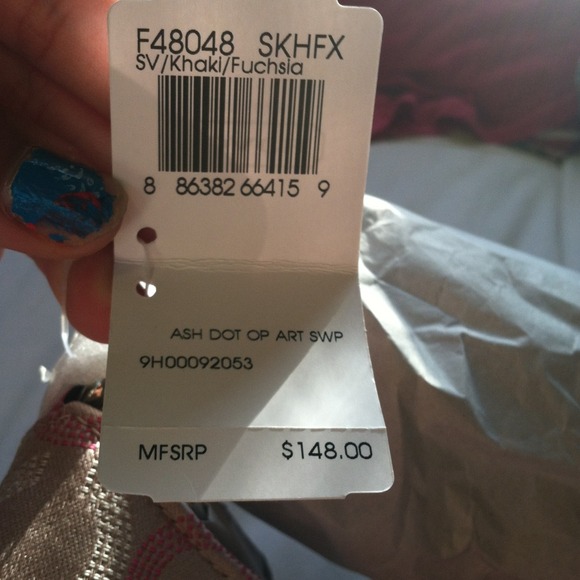 F48048 SKHFX
SV/Khaki/Fuchsia
8 86382 66415 9
ASH DOT OP ART SWP
9H00092053
MFSRP $148.00